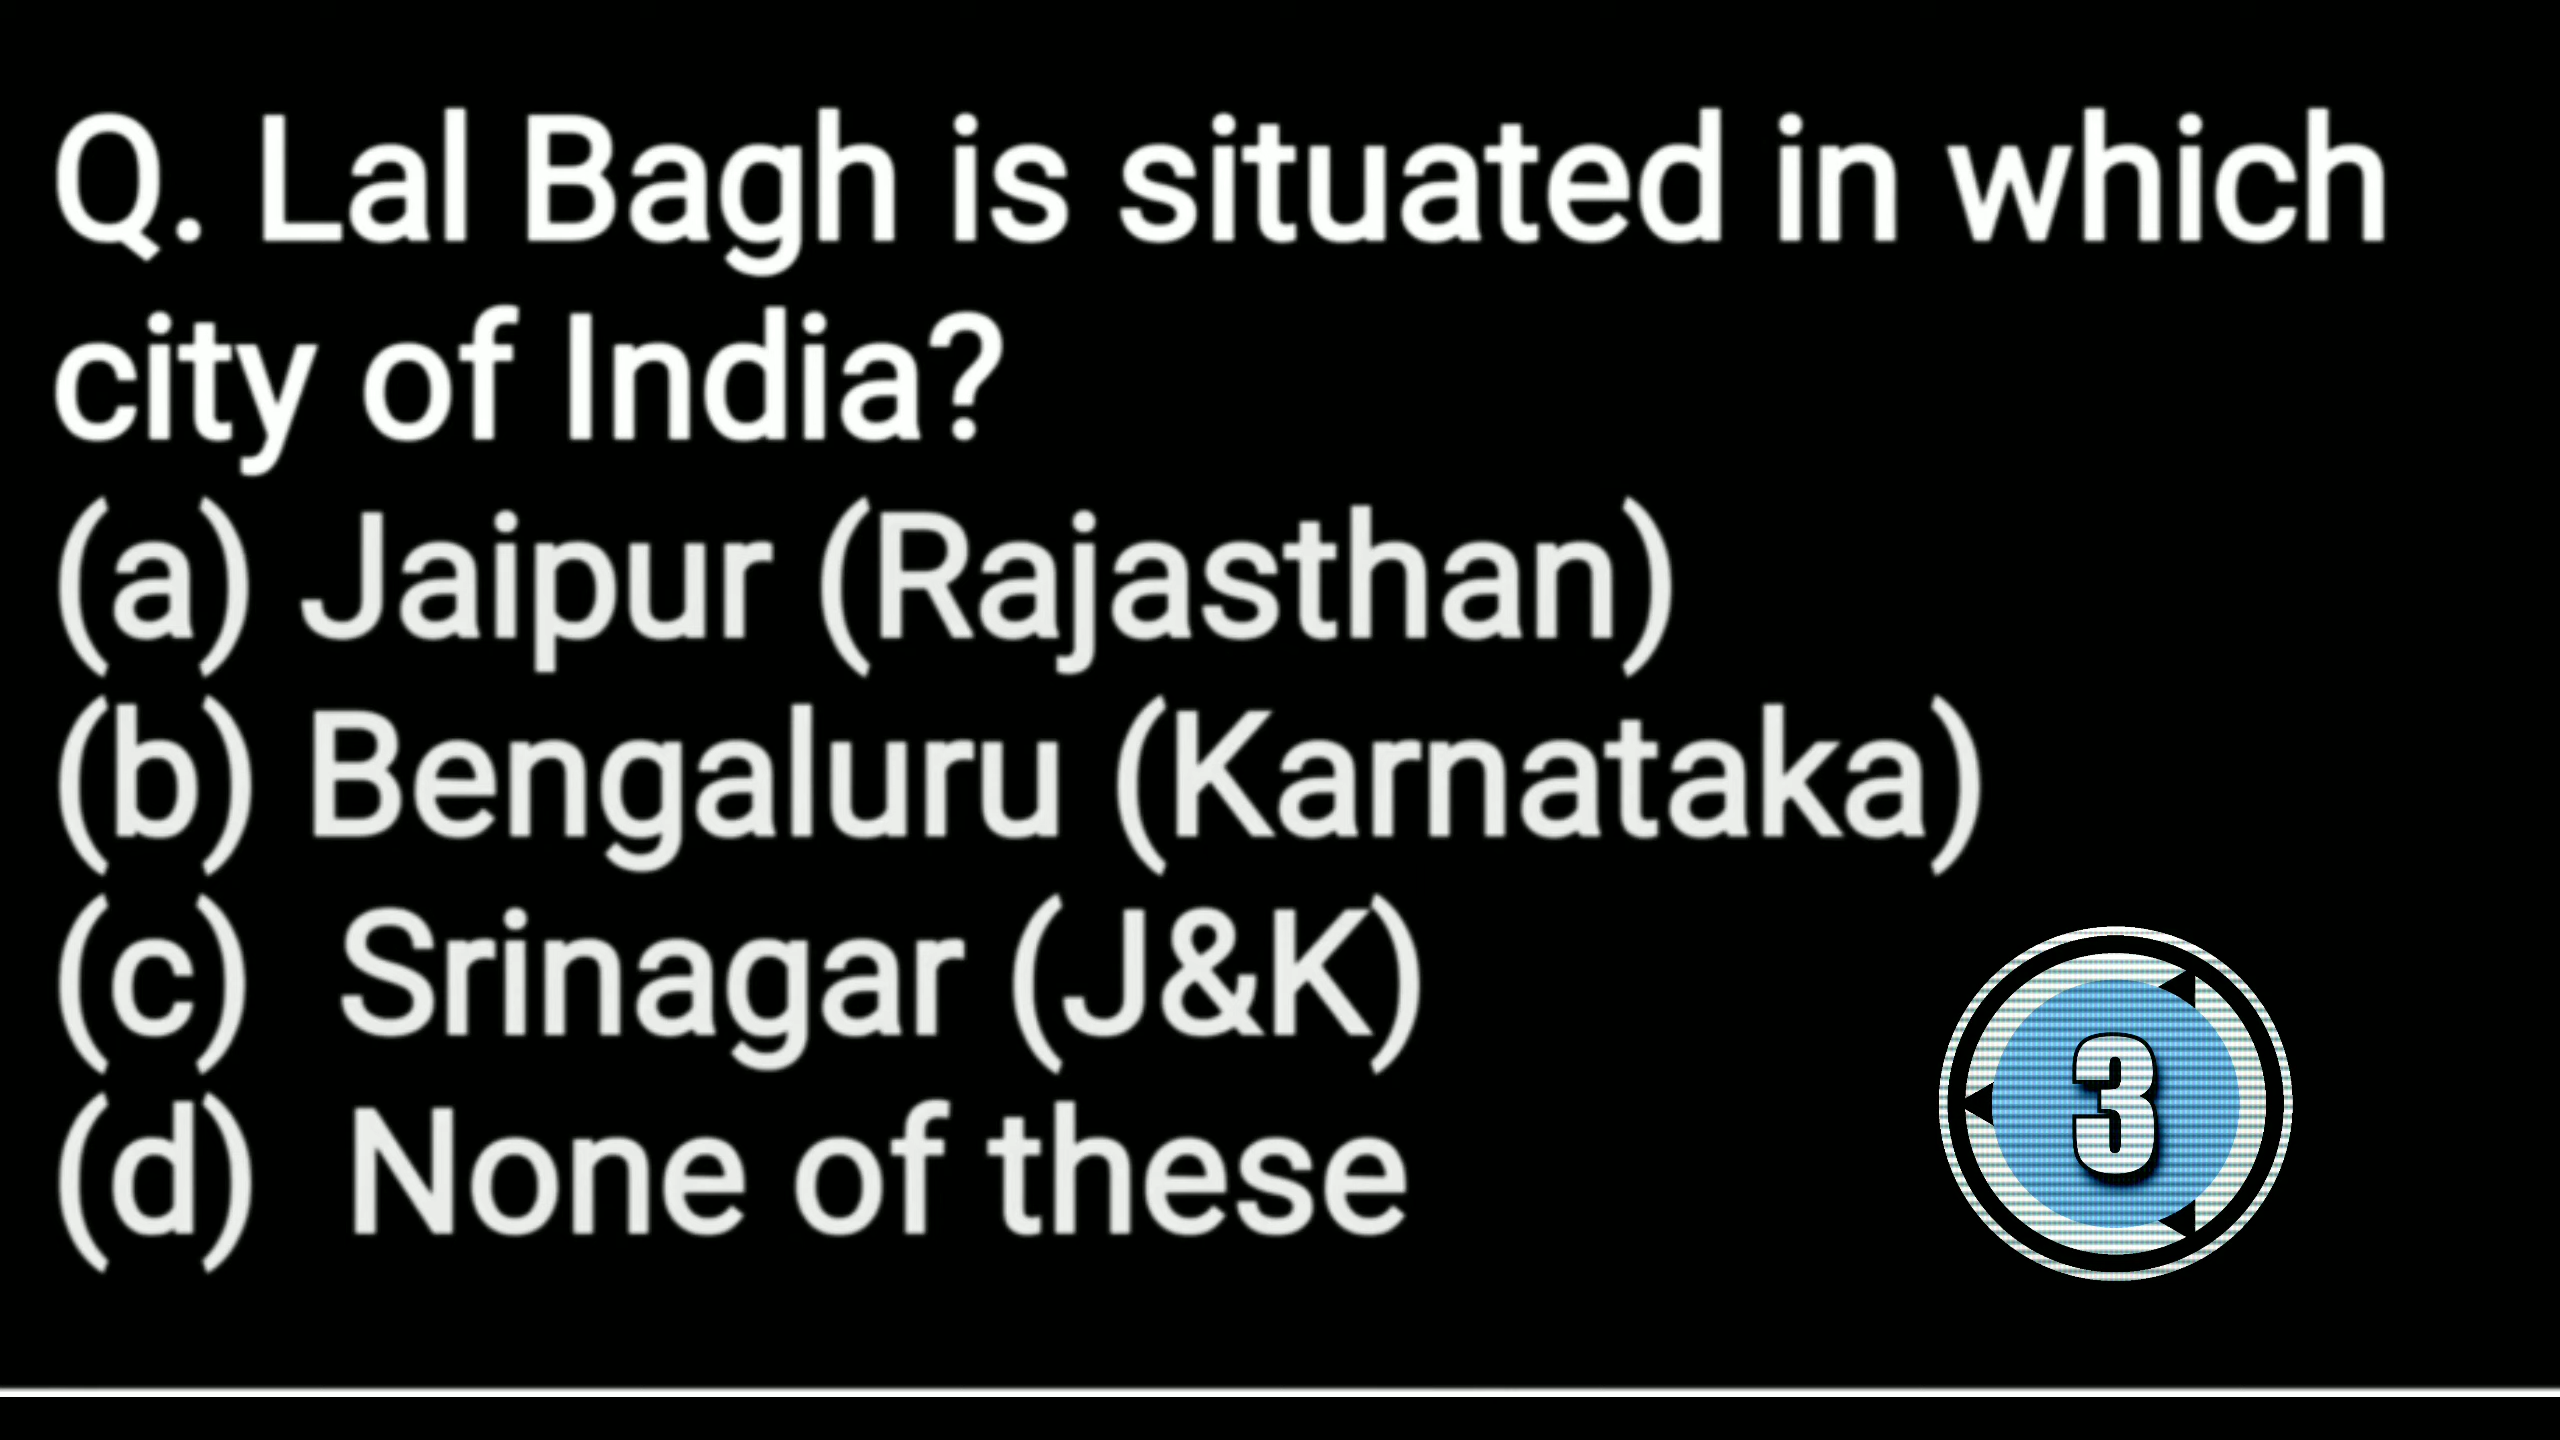 Q. Lal Bagh is situated in which
city of India?
(a) Jaipur (Rajasthan)
(b) Bengaluru (Karnataka)
(c) Srinagar (J&K)
(d) None of these
3